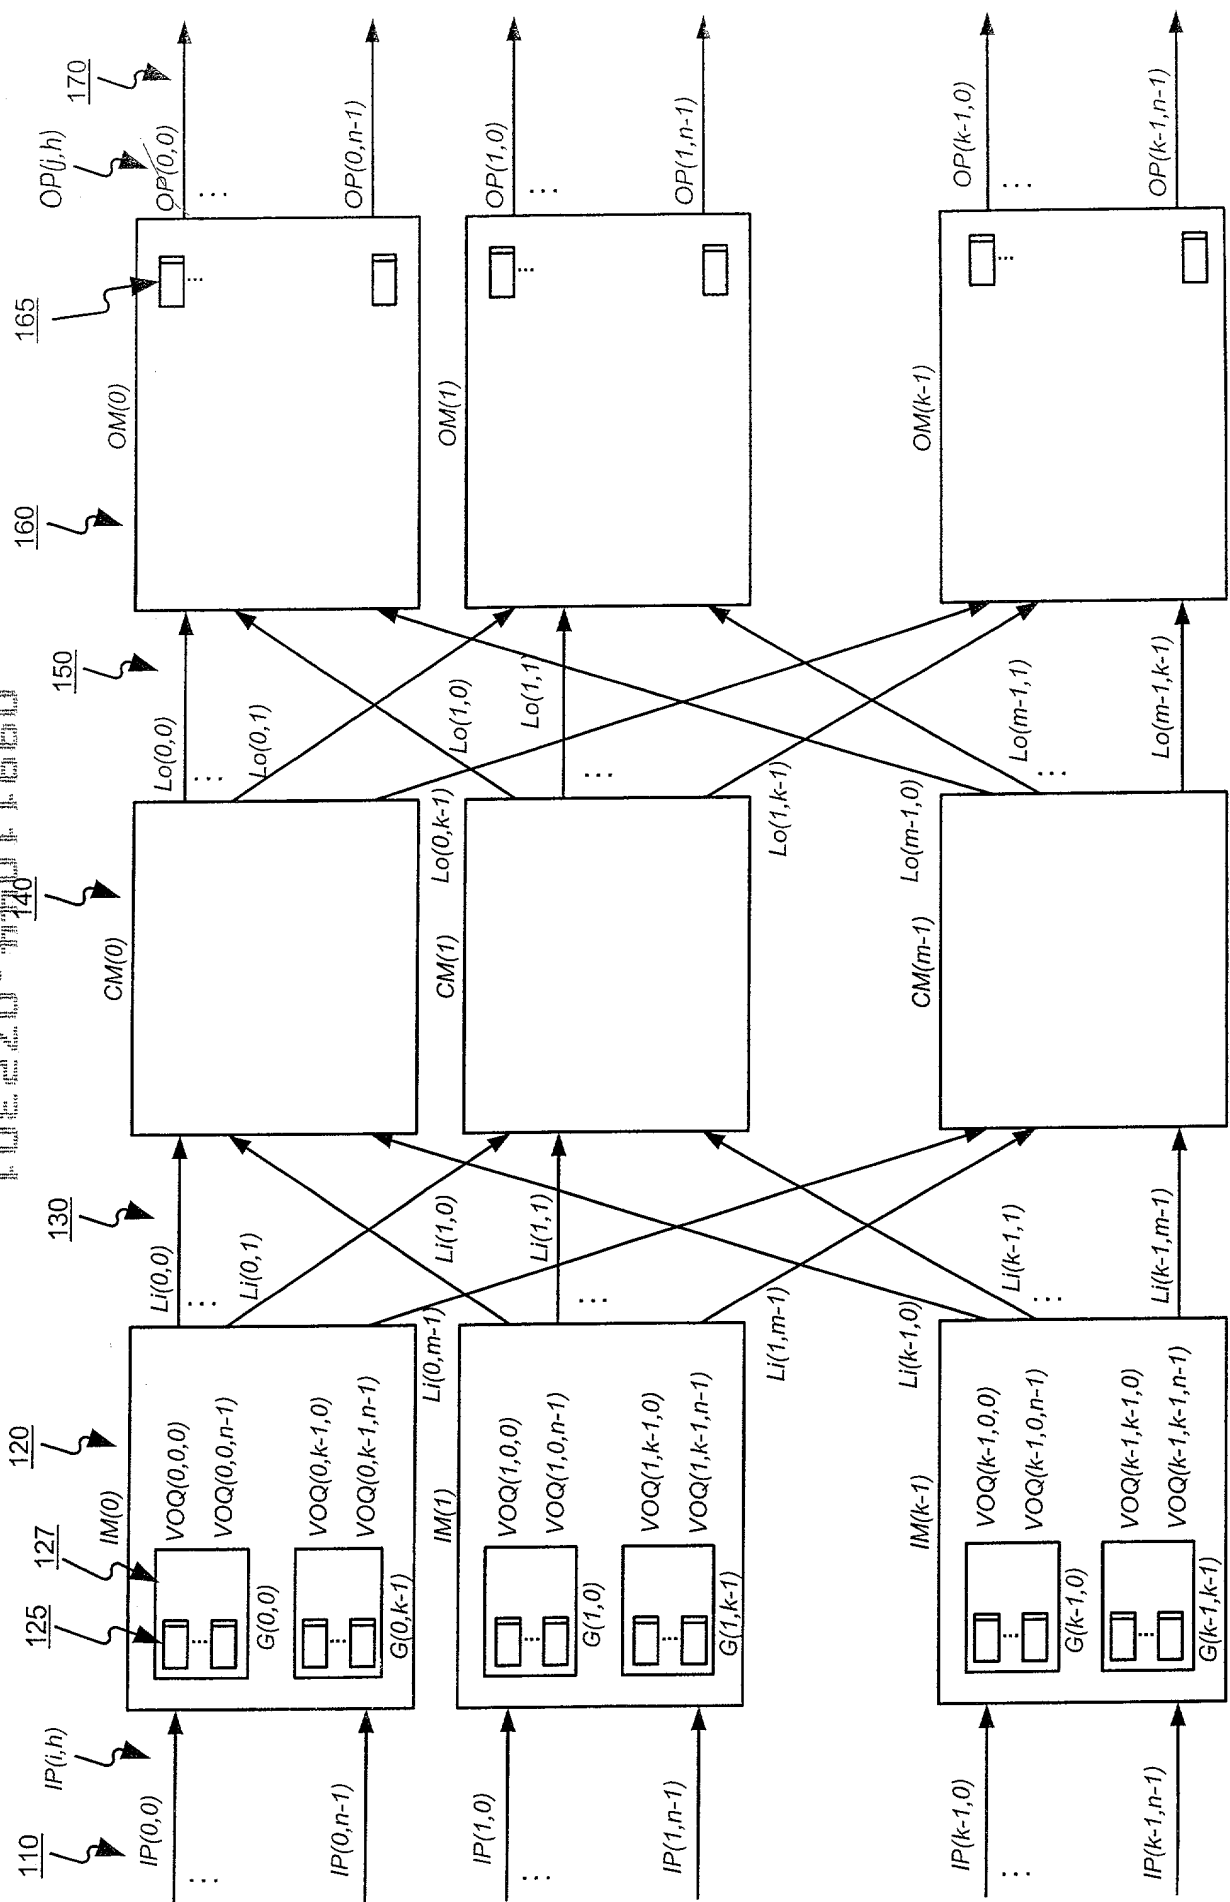 110
IP(i,h)
120
125
127
130
140
150
160
165
170
OP(j,h)
IP(0,0)
...
IP(0,n-1)
IM(0)
VOQ(0,0,0)
VOQ(0,0,n-1)
...
G(0,0)
VOQ(0,k-1,0)
VOQ(0,k-1,n-1)
...
G(0,k-1)
Li(0,0)
...
Li(0,1)
Li(0,m-1)
CM(0)
Lo(0,0)
...
Lo(0,1)
Lo(0,k-1)
OM(0)
...
OP(0,0)
...
OP(0,n-1)
IP(1,0)
...
IP(1,n-1)
IM(1)
VOQ(1,0,0)
VOQ(1,0,n-1)
...
G(1,0)
VOQ(1,k-1,0)
VOQ(1,k-1,n-1)
...
G(1,k-1)
Li(1,0)
Li(1,1)
...
Li(1,m-1)
CM(1)
Lo(1,0)
Lo(1,1)
...
Lo(1,k-1)
OM(1)
...
OP(1,0)
...
OP(1,n-1)
IP(k-1,0)
...
IP(k-1,n-1)
IM(k-1)
VOQ(k-1,0,0)
VOQ(k-1,0,n-1)
...
G(k-1,0)
VOQ(k-1,k-1,0)
VOQ(k-1,k-1,n-1)
...
G(k-1,k-1)
Li(k-1,0)
Li(k-1,1)
...
Li(k-1,m-1)
CM(m-1)
Lo(m-1,0)
Lo(m-1,1)
...
Lo(m-1,k-1)
OM(k-1)
...
OP(k-1,0)
...
OP(k-1,n-1)